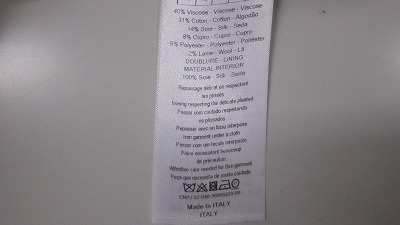 40% Viscose - Viscose - Viscose
31% Coton - Cotton - Algodão
14% Soie - Silk - Seda
8% Cupro - Cupro - Cupro
5% Polyester - Polyester - Poliéster
2% Laine - Wool - Lã
DOUBLURE - LINING
MATERIAL INTERIOR
100% Soie - Silk - Seda
Repassage délicat en respectant
les plissés
Ironing respecting the delicate pleated
Passar com cuidado respeitando
os plissados
Repasser avec un tissu interposé
Iron garment under a cloth
Passar com um tecido interposto
Pièce nécessitant beaucoup
de précaution
Attentive care needed for this garment
Peça que necessita de muito cuidado
Made in ITALY
ITALY